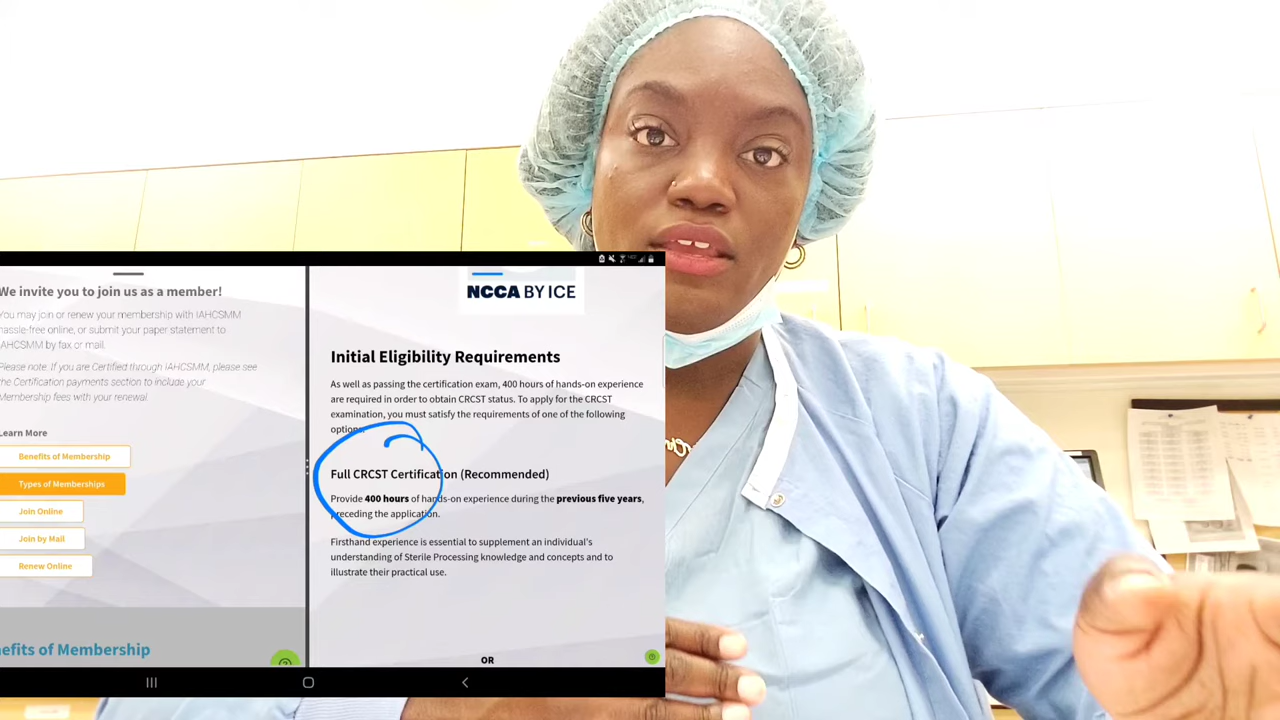 We invite you to join us as a member!
You may join or renew your membership with IAHCSMM
hassle-free online, or submit your paper statement to
IAHCSMM by fax or mail.
Please note: If you are Certified through IAHCSMM, please see
the Certification payments section to include your
Membership fees with your renewal.
Learn More
Benefits of Membership
Types of Memberships
Join Online
Join by Mail
Renew Online
efits of Membership
NCCA BY ICE
Initial Eligibility Requirements
As well as passing the certification exam, 400 hours of hands-on experience
are required in order to obtain CRCST status. To apply for the CRCST
examination, you must satisfy the requirements of one of the following
options.
Full CRCST Certification (Recommended)
Provide 400 hours of hands-on experience during the previous five years,
preceding the application.
Firsthand experience is essential to supplement an individual's
understanding of Sterile Processing knowledge and concepts and to
illustrate their practical use.
OR